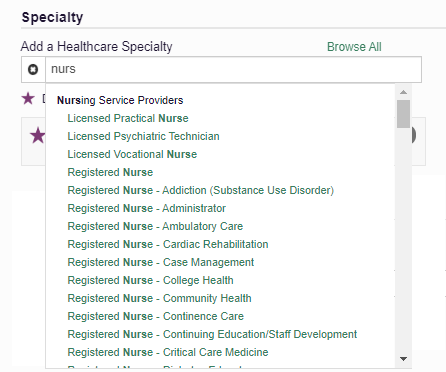 Specialty
Add a Healthcare Specialty Browse All
nurs
Nursing Service Providers
Licensed Practical Nurse
Licensed Psychiatric Technician
Licensed Vocational Nurse
Registered Nurse
Registered Nurse - Addiction (Substance Use Disorder)
Registered Nurse - Administrator
Registered Nurse - Ambulatory Care
Registered Nurse - Cardiac Rehabilitation
Registered Nurse - Case Management
Registered Nurse - College Health
Registered Nurse - Community Health
Registered Nurse - Continence Care
Registered Nurse - Continuing Education/Staff Development
Registered Nurse - Critical Care Medicine